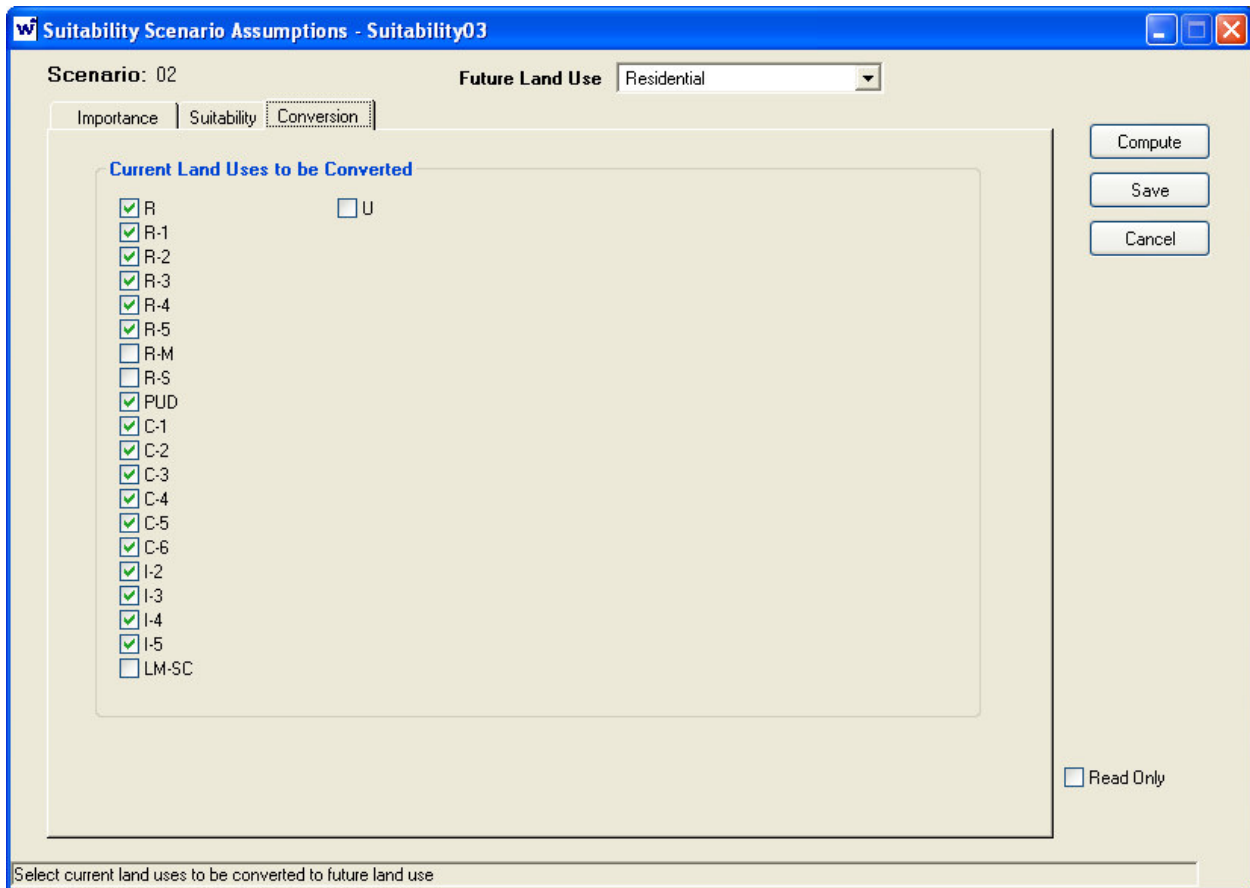 Suitability Scenario Assumptions - Suitability03
Scenario: 02
Future Land Use Residential
Importance Suitability Conversion
Compute
Save
Cancel
Current Land Uses to be Converted
R
R-1
R-2
R-3
R-4
R-5
R-M
R-S
PUD
C-1
C-2
C-3
C-4
C-5
C-6
I-2
I-3
I-4
I-5
LM-SC
U
Read Only
Select current land uses to be converted to future land use